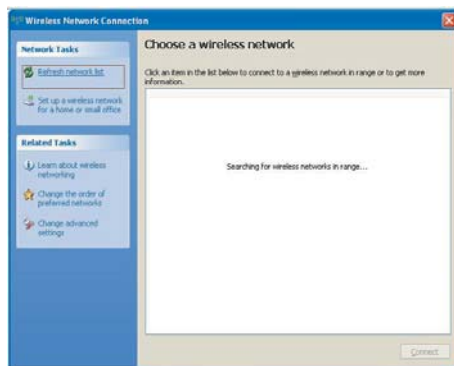 Wireless Network Connection
Network Tasks
Refresh network list
Set up a wireless network
for a home or small office
Related Tasks
Learn about wireless
networking
Change the order of
preferred networks
Change advanced
settings
Choose a wireless network
Click an item in the list below to connect to a wireless network in range or to get more
information.
Searching for wireless networks in range...
Connect